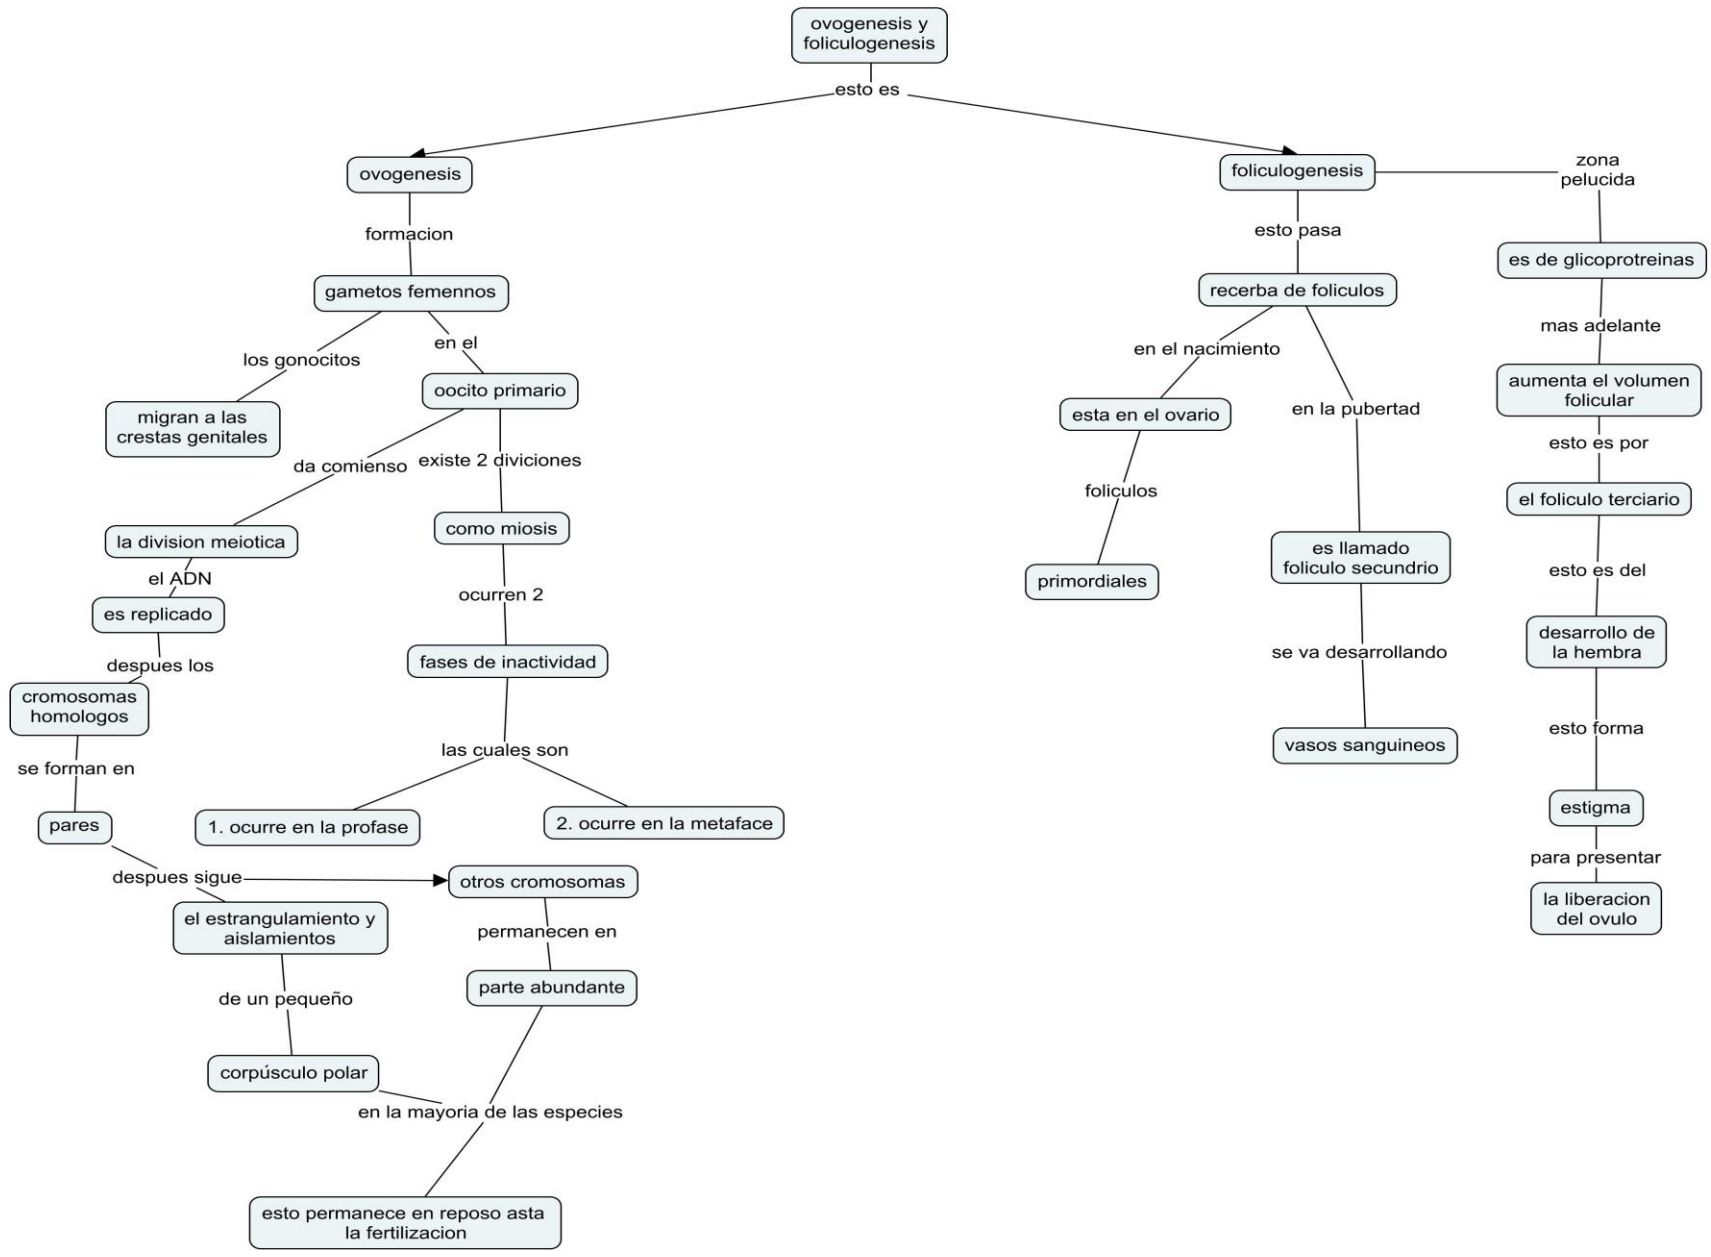 ovogenesis y
foliculogenesis
esto es
ovogenesis
formacion
gametos femennos
los gonocitos
migran a las
crestas genitales
en el
oocito primario
da comienso
la division meiotica
el ADN
es replicado
despues los
cromosomas
homologos
se forman en
pares
despues sigue
el estrangulamiento y
aislamientos
de un pequeño
corpúsculo polar
otros cromosomas
permanecen en
parte abundante
en la mayoria de las especies
esto permanece en reposo asta
la fertilizacion
existe 2 diviciones
como miosis
ocurren 2
fases de inactividad
las cuales son
1. ocurre en la profase
2. ocurre en la metaface
foliculogenesis
esto pasa
recerba de foliculos
en el nacimiento
esta en el ovario
foliculos
primordiales
en la pubertad
es llamado
foliculo secundrio
se va desarrollando
vasos sanguineos
zona
pelucida
es de glicoprotreinas
mas adelante
aumenta el volumen
folicular
esto es por
el foliculo terciario
esto es del
desarrollo de
la hembra
esto forma
estigma
para presentar
la liberacion
del ovulo